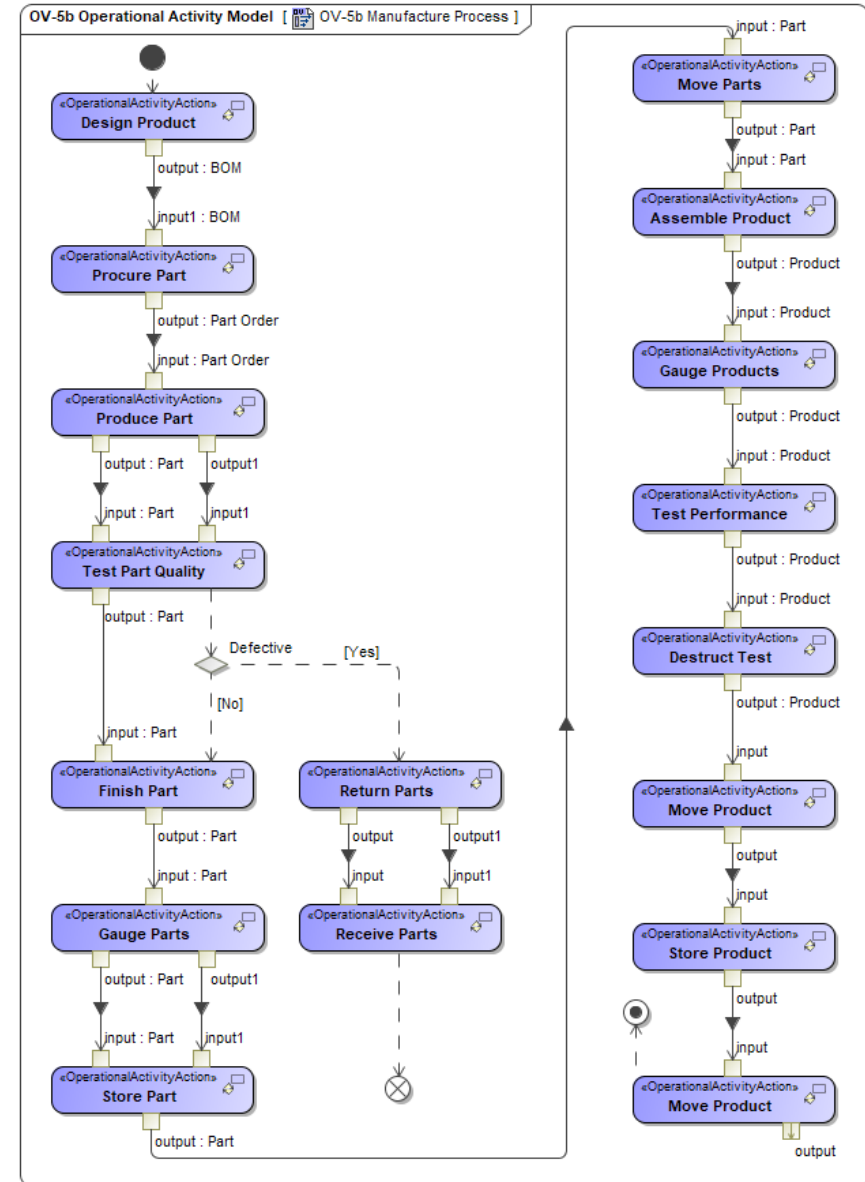 OV-5b Operational Activity Model [ OV-5b Manufacture Process ]
«OperationalActivityAction»
Design Product
output : BOM
input1 : BOM
«OperationalActivityAction»
Procure Part
output : Part Order
input : Part Order
«OperationalActivityAction»
Produce Part
output : Part
output1
input : Part
input1
«OperationalActivityAction»
Test Part Quality
output : Part
Defective
[Yes]
[No]
input : Part
«OperationalActivityAction»
Finish Part
output : Part
input : Part
«OperationalActivityAction»
Gauge Parts
output : Part
output1
input : Part
input1
«OperationalActivityAction»
Store Part
output : Part
«OperationalActivityAction»
Return Parts
output
output1
input
input1
«OperationalActivityAction»
Receive Parts
input : Part
«OperationalActivityAction»
Move Parts
output : Part
input : Part
«OperationalActivityAction»
Assemble Product
output : Product
input : Product
«OperationalActivityAction»
Gauge Products
output : Product
input : Product
«OperationalActivityAction»
Test Performance
output : Product
input : Product
«OperationalActivityAction»
Destruct Test
output : Product
input
«OperationalActivityAction»
Move Product
output
input
«OperationalActivityAction»
Store Product
output
input
«OperationalActivityAction»
Move Product
output